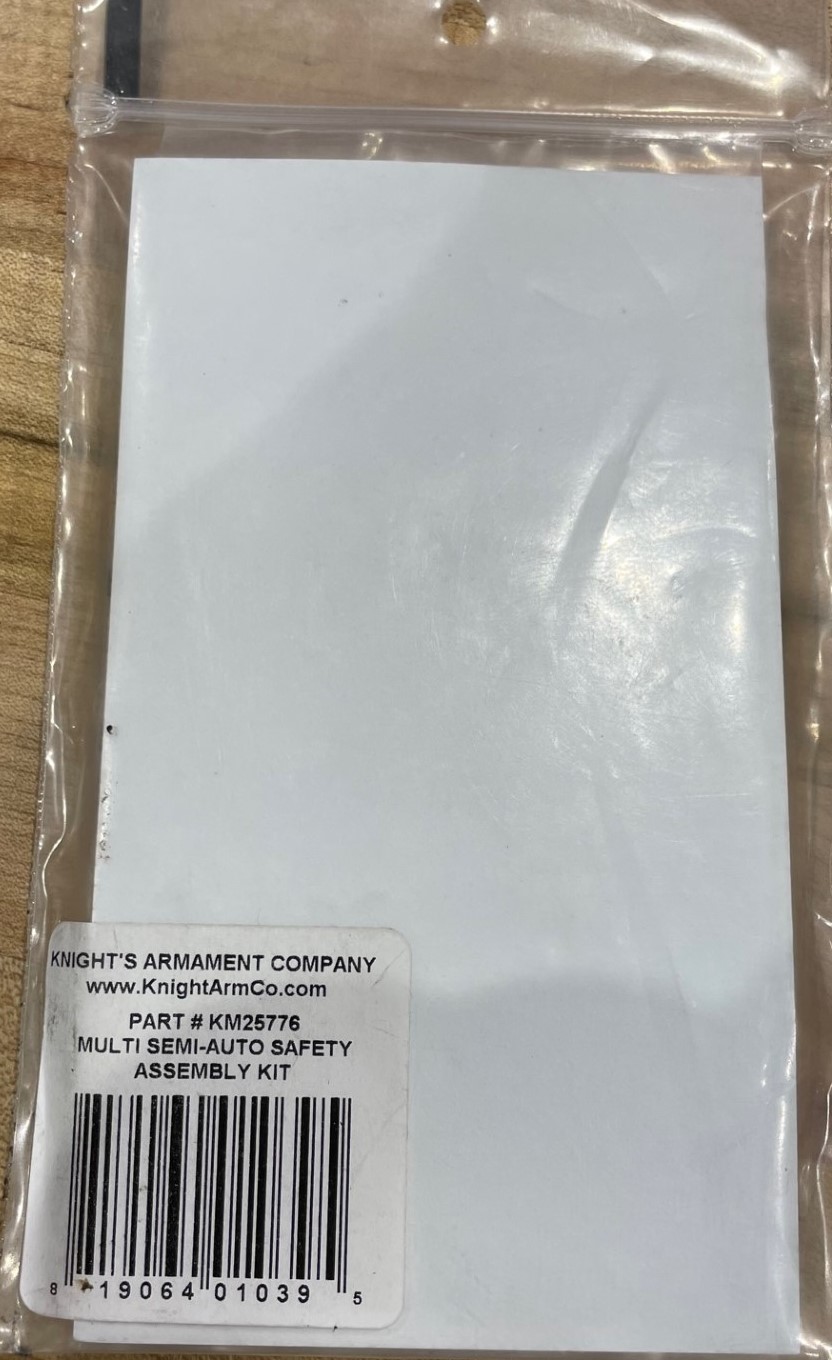 KNIGHT'S ARMAMENT COMPANY
www.KnightArmCo.com
PART # KM25776
MULTI SEMI-AUTO SAFETY
ASSEMBLY KIT
8 19064 01039 5